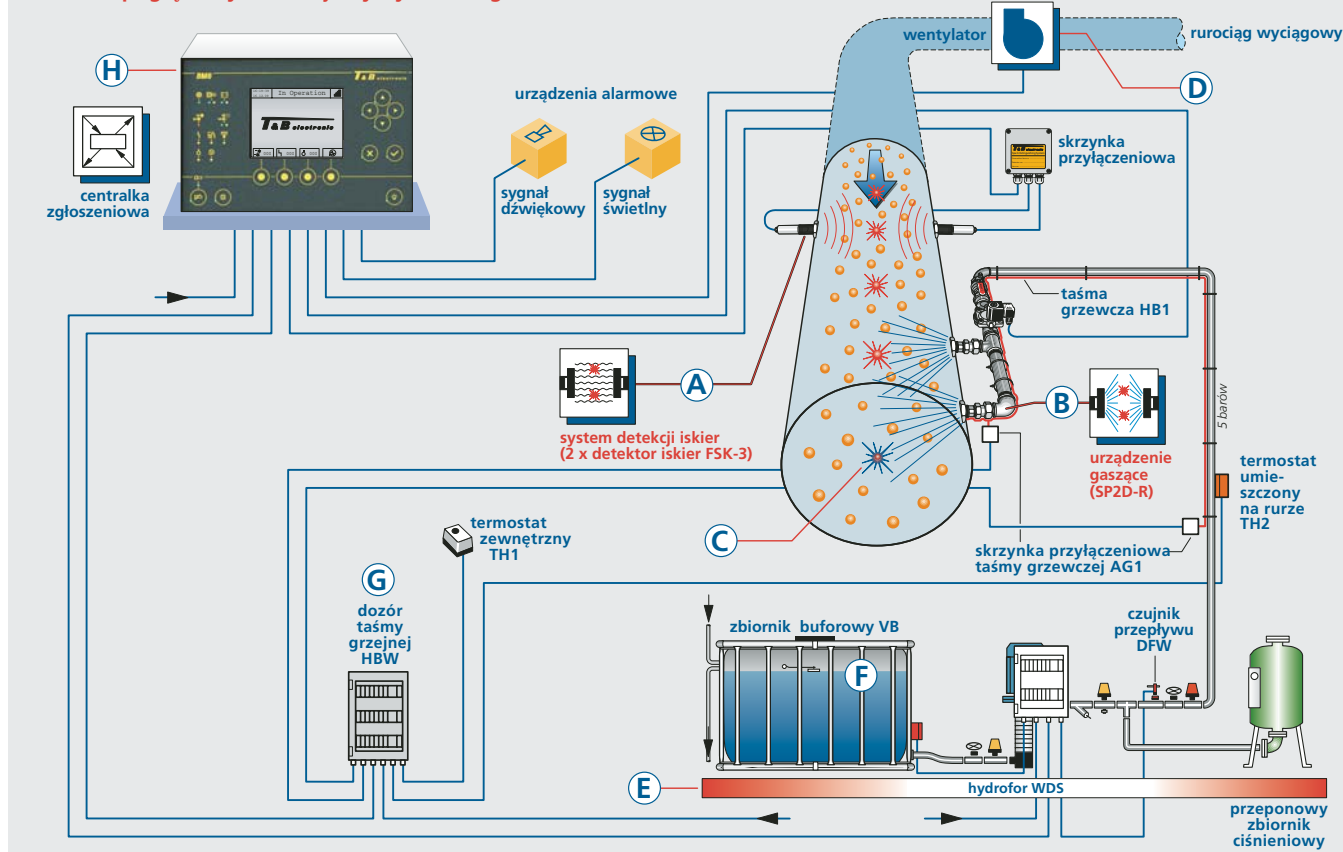 wentylator
rurociąg wyciągowy
H
D
BMS
T&B electronic
In Operation
T&B electronic
urządzenia alarmowe
skrzynka
przyłączeniowa
T&B electronic
centralka
zgłoszeniowa
sygnał
dźwiękowy
sygnał
świetlny
taśma
grzewcza HB1
A
B
5 barów
system detekcji iskier
(2 x detektor iskier FSK-3)
urządzenie
gaszące
(SP2D-R)
termostat
umie-
szczony
na rurze
TH2
termostat
zewnętrzny
TH1
C
skrzynka przyłączeniowa
taśmy grzewczej AG1
G
dozór
taśmy
grzejnej
HBW
zbiornik buforowy VB
F
czujnik
przepływu
DFW
E
hydrofor WDS
przeponowy
zbiornik
ciśnieniowy